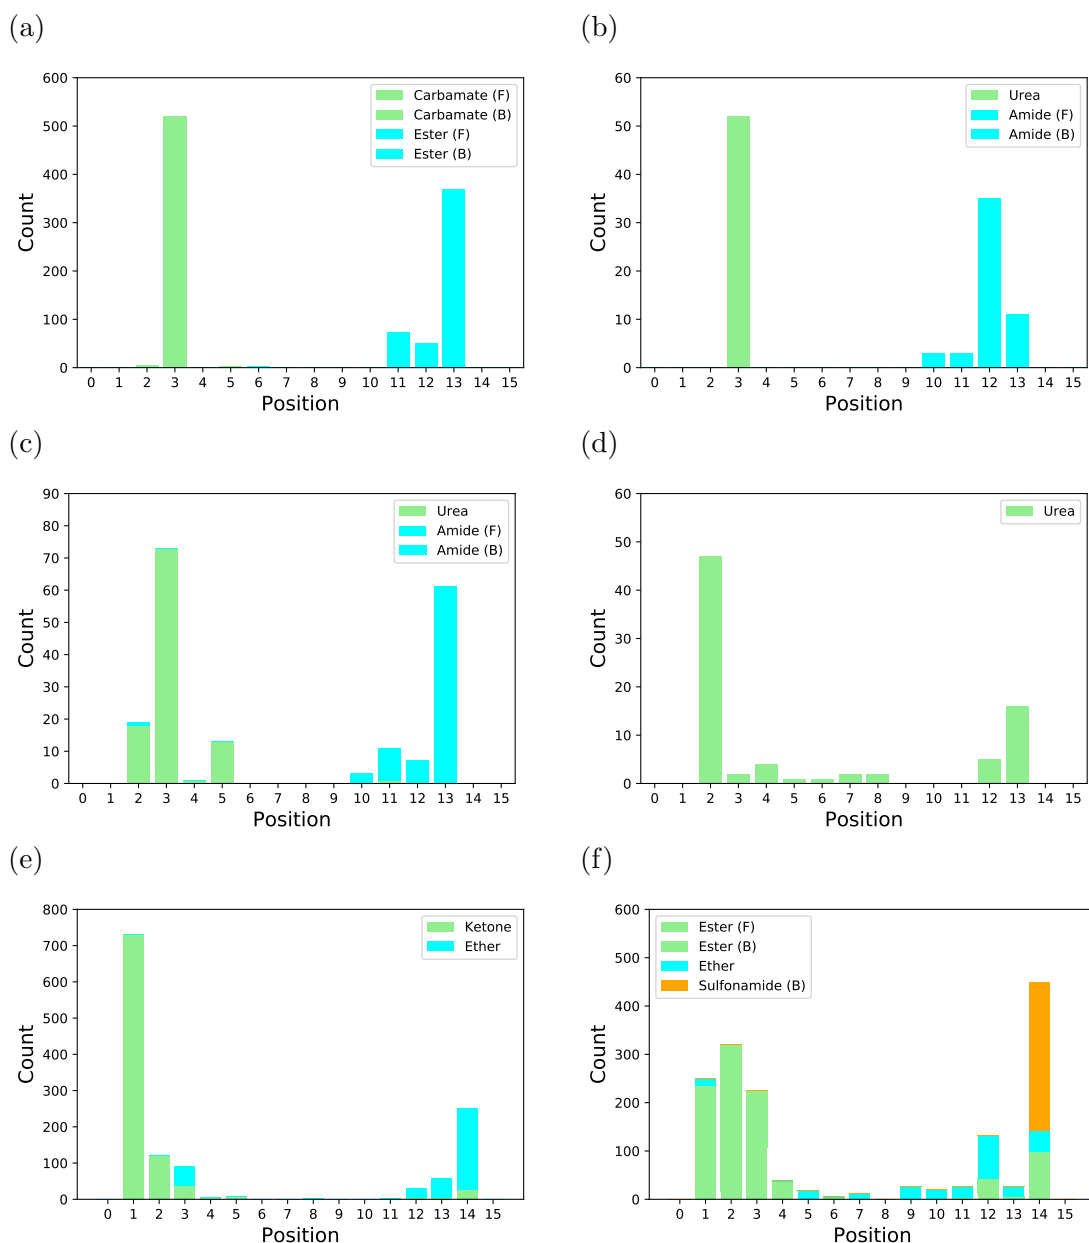 (a)
600
500
400
300
200
100
0
Count
Carbamate (F)
Carbamate (B)
Ester (F)
Ester (B)
0 1 2 3 4 5 6 7 8 9 10 11 12 13 14 15
Position
(b)
60
50
40
30
20
10
0
Count
Urea
Amide (F)
Amide (B)
0 1 2 3 4 5 6 7 8 9 10 11 12 13 14 15
Position
(c)
90
80
70
60
50
40
30
20
10
0
Count
Urea
Amide (F)
Amide (B)
0 1 2 3 4 5 6 7 8 9 10 11 12 13 14 15
Position
(d)
60
50
40
30
20
10
0
Count
Urea
0 1 2 3 4 5 6 7 8 9 10 11 12 13 14 15
Position
(e)
800
700
600
500
400
300
200
100
0
Count
Ketone
Ether
0 1 2 3 4 5 6 7 8 9 10 11 12 13 14 15
Position
(f)
600
500
400
300
200
100
0
Count
Ester (F)
Ester (B)
Ether
Sulfonamide (B)
0 1 2 3 4 5 6 7 8 9 10 11 12 13 14 15
Position